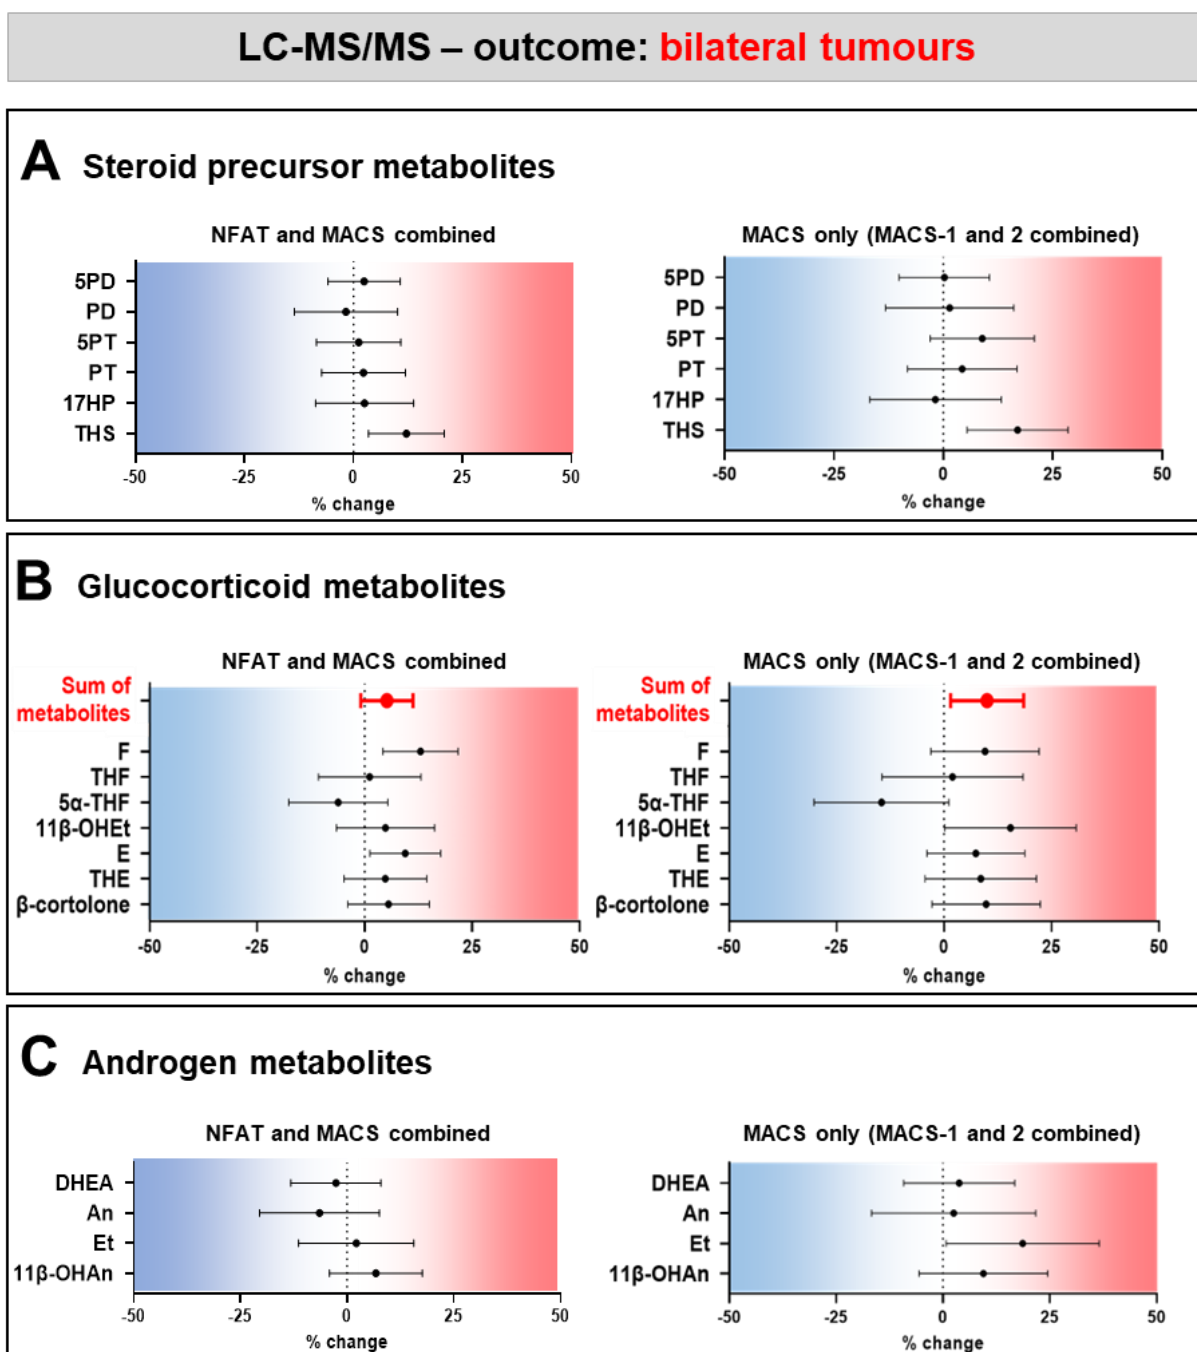 LC-MS/MS – outcome: bilateral tumours
A Steroid precursor metabolites
NFAT and MACS combined
5PD
PD
5PT
PT
17HP
THS
-50 -25 0 25 50
% change
MACS only (MACS-1 and 2 combined)
5PD
PD
5PT
PT
17HP
THS
-50 -25 0 25 50
% change
B Glucocorticoid metabolites
NFAT and MACS combined
Sum of
metabolites
F
THF
5α-THF
11β-OHEt
E
THE
β-cortolone
-50 -25 0 25 50
% change
MACS only (MACS-1 and 2 combined)
Sum of
metabolites
F
THF
5α-THF
11β-OHEt
E
THE
β-cortolone
-50 -25 0 25 50
% change
C Androgen metabolites
NFAT and MACS combined
DHEA
An
Et
11β-OHAn
-50 -25 0 25 50
% change
MACS only (MACS-1 and 2 combined)
DHEA
An
Et
11β-OHAn
-50 -25 0 25 50
% change